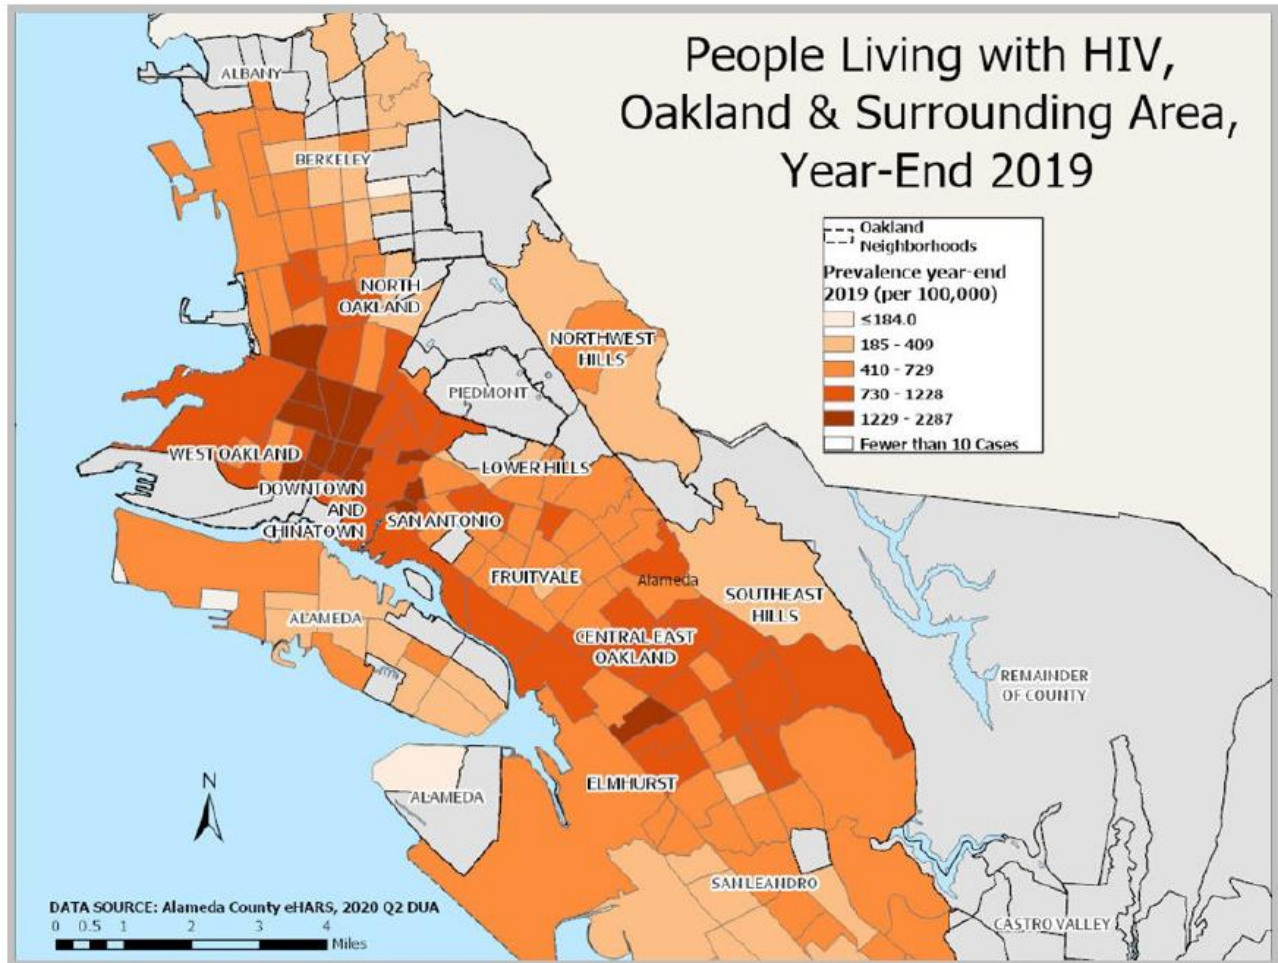 People Living with HIV,
Oakland & Surrounding Area,
Year-End 2019
Oakland
Neighborhoods
Prevalence year-end
2019 (per 100,000)
≤184.0
185 - 409
410 - 729
730 - 1228
1229 - 2287
Fewer than 10 Cases
ALBANY
BERKELEY
NORTH
OAKLAND
NORTHWEST
HILLS
PIEDMONT
WEST OAKLAND
LOWER HILLS
DOWNTOWN
AND
CHINATOWN
SAN ANTONIO
FRUITVALE
Alameda
SOUTHEAST
HILLS
ALAMEDA
CENTRAL EAST
OAKLAND
REMAINDER
OF COUNTY
ELMHURST
ALAMEDA
SAN LEANDRO
CASTRO VALLEY
N
DATA SOURCE: Alameda County eHARS, 2020 Q2 DUA
0 0.5 1 2 3 4
Miles